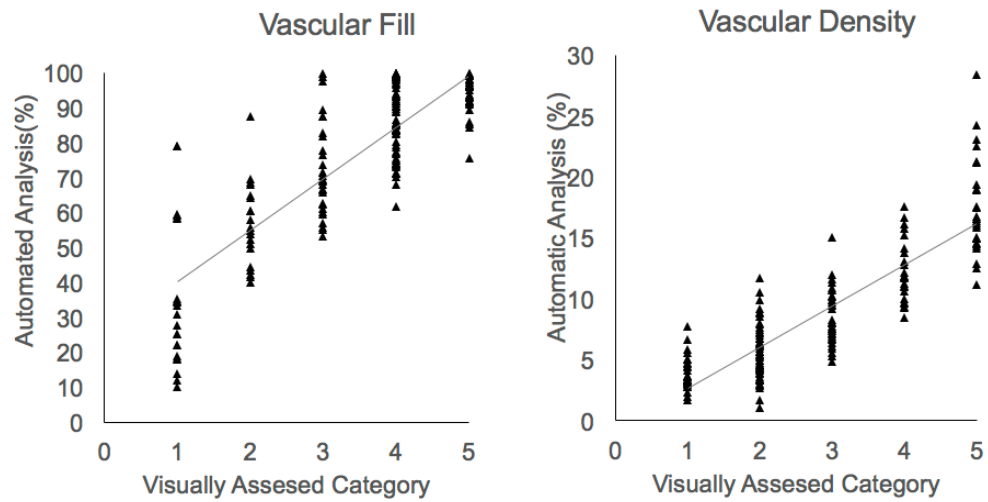 Vascular Fill
Automated Analysis(%)
100
90
80
70
60
50
40
30
20
10
0
0 1 2 3 4 5
Visually Assesed Category
Vascular Density
Automatic Analysis (%)
30
25
20
15
10
5
0
0 1 2 3 4 5
Visually Assesed Category